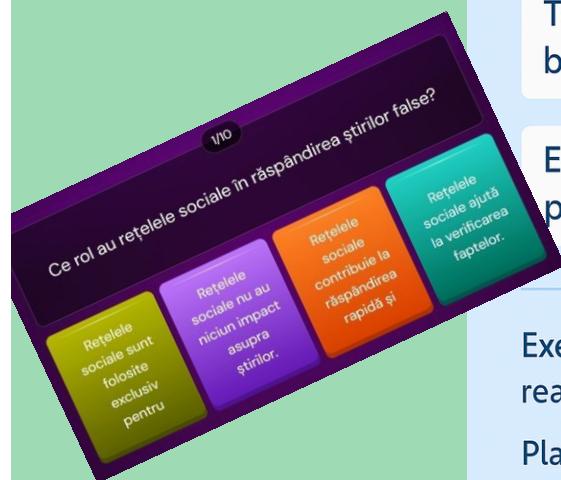 1/10
Ce rol au rețelele sociale în răspândirea știrilor false?
Rețelele
sociale sunt
folosite
exclusiv
pentru
Rețelele
sociale nu au
niciun impact
asupra
știrilor.
Rețelele
sociale
contribuie la
răspândirea
rapidă și
Rețelele
sociale ajută
la verificarea
faptelor.
T
b
E
p
Exe
rea
Pla